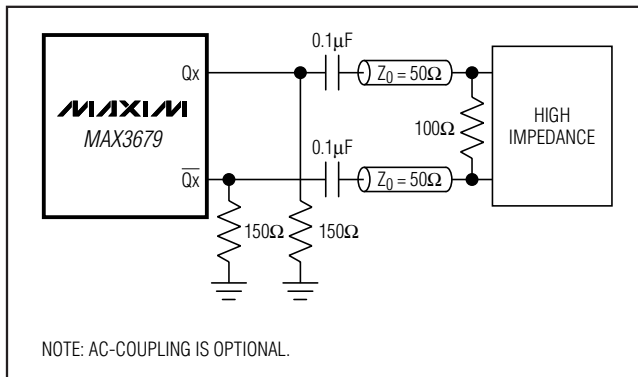 0.1µF
Qx
Z0 = 50Ω
MAXIM
MAX3679
100Ω
HIGH
IMPEDANCE
0.1µF
Q̅x̅
Z0 = 50Ω
150Ω
150Ω
NOTE: AC-COUPLING IS OPTIONAL.